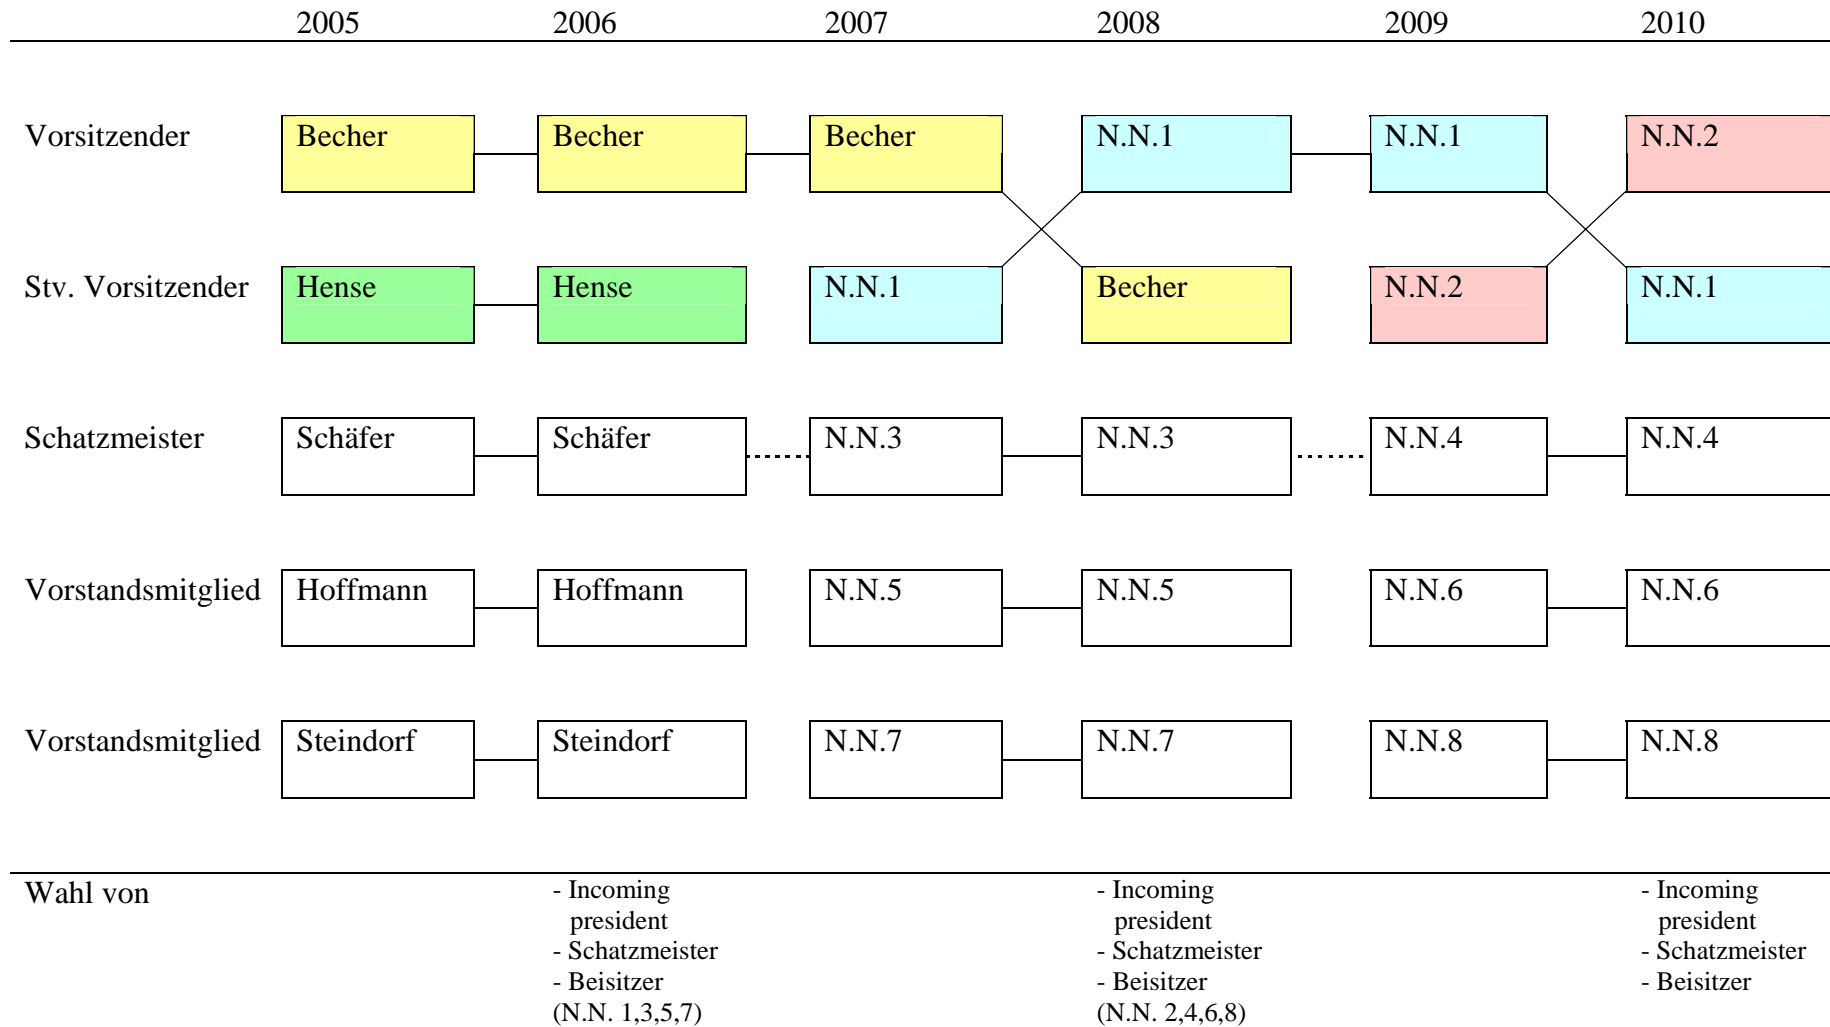 2005 2006 2007 2008 2009 2010
Vorsitzender Becher Becher Becher N.N.1 N.N.1 N.N.2
Stv. Vorsitzender Hense Hense N.N.1 Becher N.N.2 N.N.1
Schatzmeister Schäfer Schäfer N.N.3 N.N.3 N.N.4 N.N.4
Vorstandsmitglied Hoffmann Hoffmann N.N.5 N.N.5 N.N.6 N.N.6
Vorstandsmitglied Steindorf Steindorf N.N.7 N.N.7 N.N.8 N.N.8
Wahl von - Incoming - Incoming - Incoming
president president president
- Schatzmeister - Schatzmeister - Schatzmeister
- Beisitzer - Beisitzer - Beisitzer
(N.N. 1,3,5,7) (N.N. 2,4,6,8)